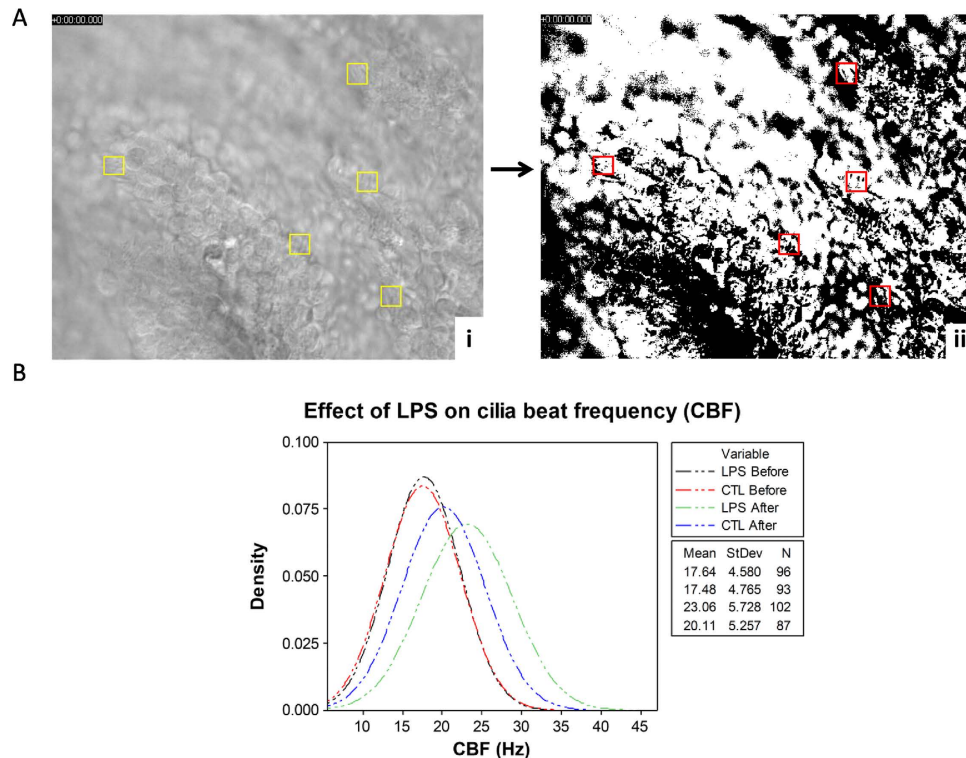 A
+0:00:00.000
+0:00:00.000
i
ii
B
Effect of LPS on cilia beat frequency (CBF)
Density
0.100
0.075
0.050
0.025
0.000
10 15 20 25 30 35 40 45
CBF (Hz)
Variable
LPS Before
CTL Before
LPS After
CTL After
Mean StDev N
17.64 4.580 96
17.48 4.765 93
23.06 5.728 102
20.11 5.257 87